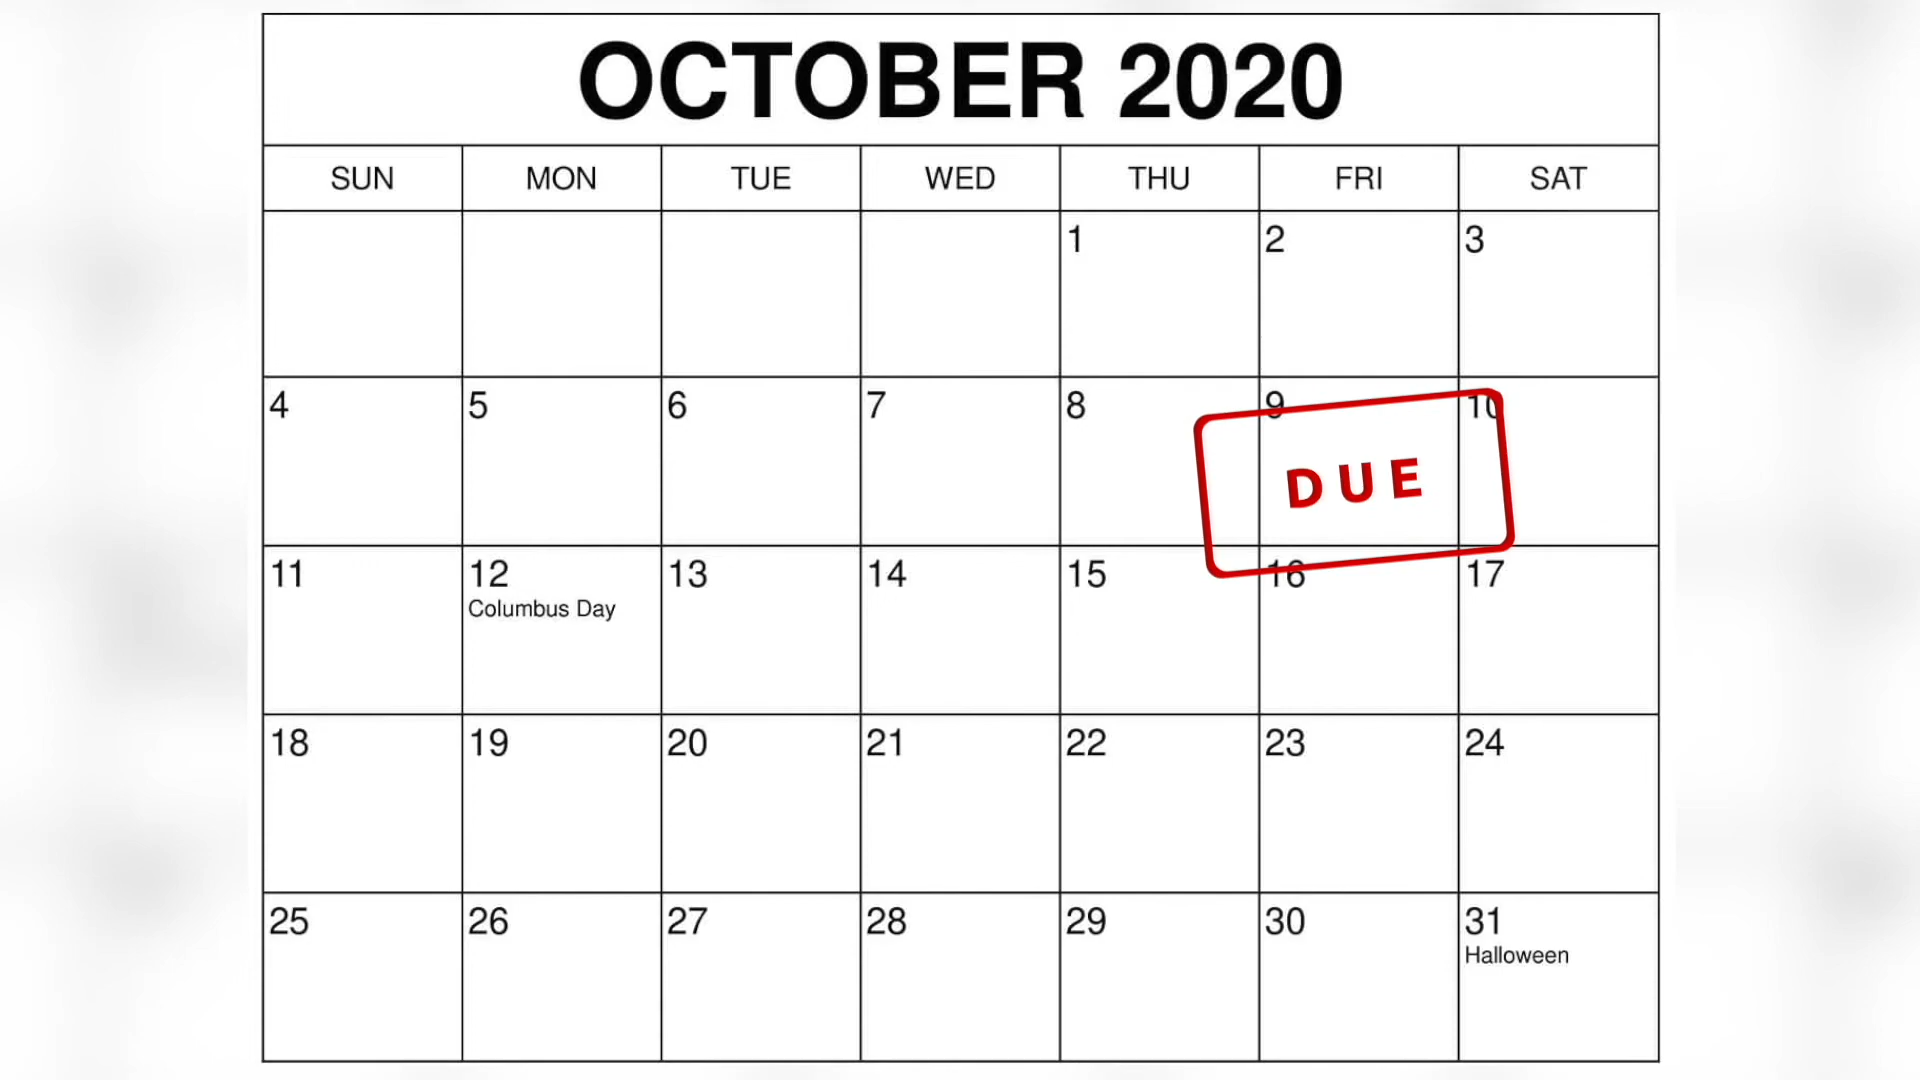 OCTOBER 2020
SUN MON TUE WED THU FRI SAT
1 2 3
4 5 6 7 8 9 10
DUE
11 12 13 14 15 16 17
Columbus Day
18 19 20 21 22 23 24
25 26 27 28 29 30 31
Halloween